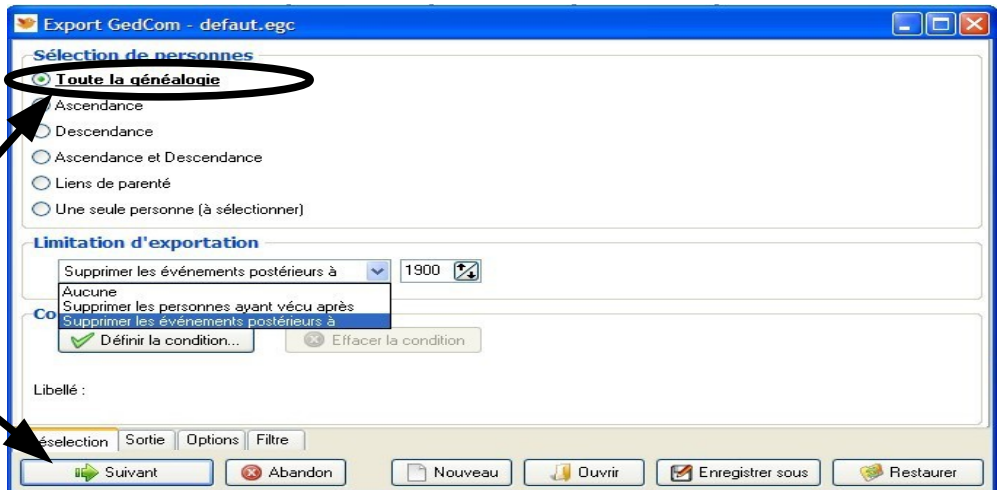 Export GedCom - defaut.egc
Sélection de personnes
Toute la généalogie
Ascendance
Descendance
Ascendance et Descendance
Liens de parenté
Une seule personne (à sélectionner)
Limitation d'exportation
Supprimer les événements postérieurs à 1900
Aucune
Supprimer les personnes ayant vécu après
Supprimer les événements postérieurs à
Co
Définir la condition... Effacer la condition
Libellé :
éselection Sortie Options Filtre
Suivant Abandon Nouveau Ouvrir Enregistrer sous Restaurer